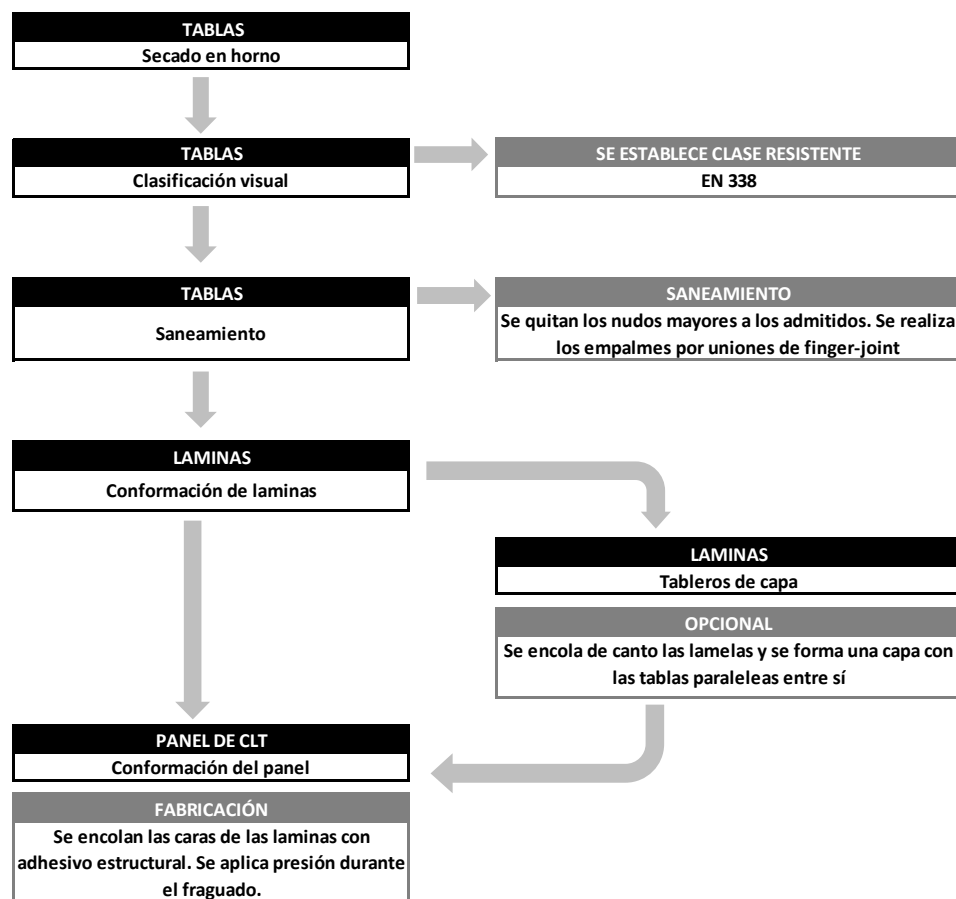 TABLAS
Secado en horno
TABLAS
Clasificación visual
SE ESTABLECE CLASE RESISTENTE
EN 338
TABLAS
Saneamiento
SANEAMIENTO
Se quitan los nudos mayores a los admitidos. Se realiza
los empalmes por uniones de finger-joint
LAMINAS
Conformación de laminas
LAMINAS
Tableros de capa
OPCIONAL
Se encola de canto las lamelas y se forma una capa con
las tablas paraleleas entre sí
PANEL DE CLT
Conformación del panel
FABRICACIÓN
Se encolan las caras de las laminas con
adhesivo estructural. Se aplica presión durante
el fraguado.